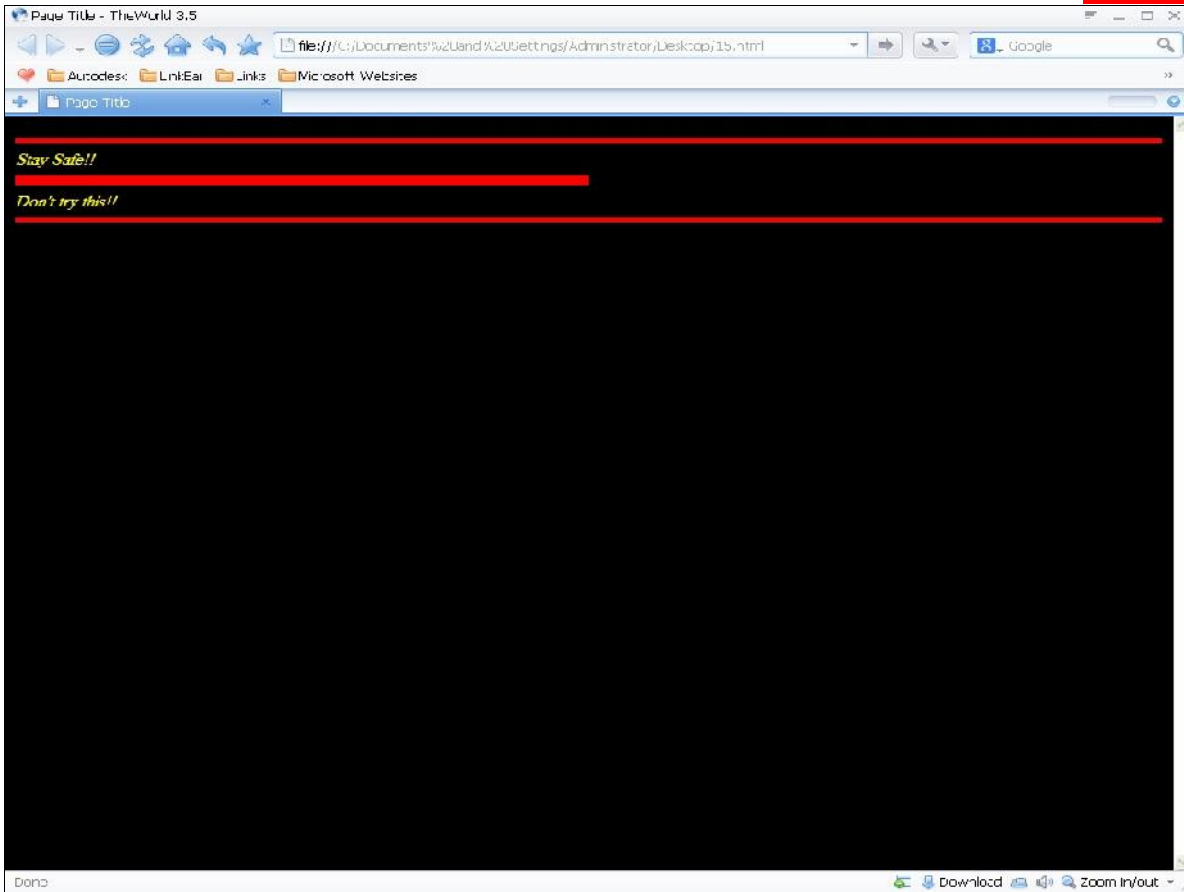 Page Title - TheWorld 3.5
file:///C:/Documents%20and%20Settings/Administrator/Desktop/15.html
Google
Autodesk LinkEar Links Microsoft Websites
Page Title
Stay Safe!!
Don't try this!!
Done Download Zoom In/out